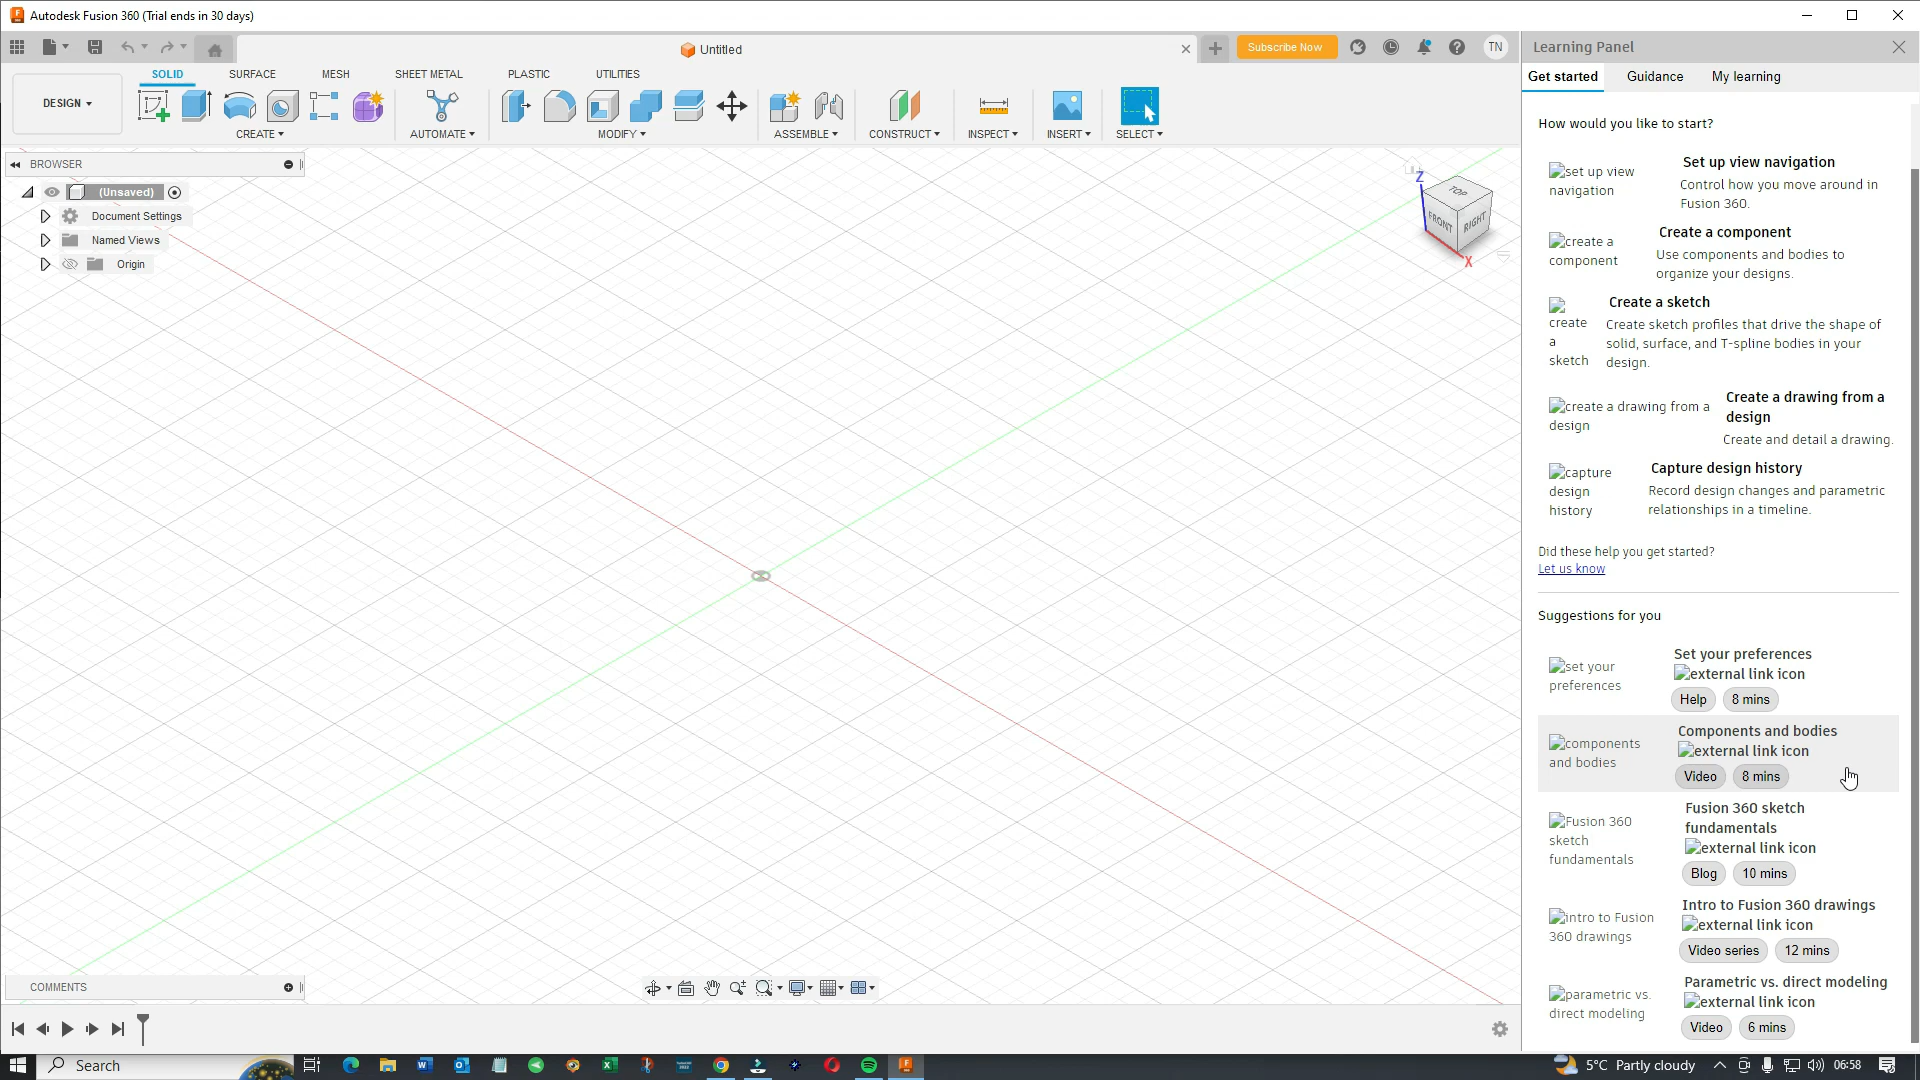 Autodesk Fusion 360 (Trial ends in 30 days)
Untitled
Subscribe Now
TN
DESIGN
SOLID
SURFACE
MESH
SHEET METAL
PLASTIC
UTILITIES
CREATE
AUTOMATE
MODIFY
ASSEMBLE
CONSTRUCT
INSPECT
INSERT
SELECT
BROWSER
(Unsaved)
Document Settings
Named Views
Origin
Z
TOP
FRONT
RIGHT
X
COMMENTS
Learning Panel
Get started
Guidance
My learning
How would you like to start?
set up view
navigation
Set up view navigation
Control how you move around in
Fusion 360.
create a
component
Create a component
Use components and bodies to
organize your designs.
create
a
sketch
Create a sketch
Create sketch profiles that drive the shape of
solid, surface, and T-spline bodies in your
design.
create a drawing from a
design
Create a drawing from a
design
Create and detail a drawing.
capture
design
history
Capture design history
Record design changes and parametric
relationships in a timeline.
Did these help you get started?
Let us know
Suggestions for you
set your
preferences
Set your preferences
external link icon
Help
8 mins
components
and bodies
Components and bodies
external link icon
Video
8 mins
Fusion 360
sketch
fundamentals
Fusion 360 sketch
fundamentals
external link icon
Blog
10 mins
intro to Fusion
360 drawings
Intro to Fusion 360 drawings
external link icon
Video series
12 mins
parametric vs.
direct modeling
Parametric vs. direct modeling
external link icon
Video
6 mins
Search
5°C Partly cloudy
06:58